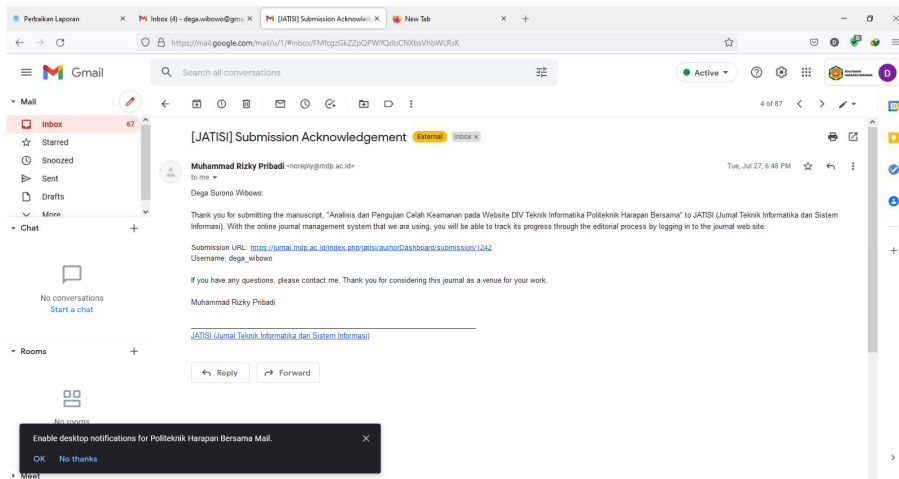 Perbaikan Laporan
Inbox (4) - dega.wibowo@gma
[JATISI] Submission Acknowled
New Tab
https://mail.google.com/mail/u/1/#inbox/FMfcgzGkZZpQPWfQdbCNXbsVhbWLRxK
Gmail
Search all conversations
Active
D
Mail
Inbox 67
Starred
Snoozed
Sent
Drafts
More
Chat
No conversations
Start a chat
Rooms
No rooms
Meet
4 of 87
[JATISI] Submission Acknowledgement External Inbox x
Muhammad Rizky Pribadi <noreply@mdp.ac.id> Tue, Jul 27, 6:48 PM
to me
Dega Surono Wibowo:
Thank you for submitting the manuscript, "Analisis dan Pengujian Celah Keamanan pada Website DIV Teknik Informatika Politeknik Harapan Bersama" to JATISI (Jurnal Teknik Informatika dan Sistem
Informasi). With the online journal management system that we are using, you will be able to track its progress through the editorial process by logging in to the journal web site:
Submission URL: https://jurnal.mdp.ac.id/index.php/jatisi/authorDashboard/submission/1242
Username: dega_wibowo
If you have any questions, please contact me. Thank you for considering this journal as a venue for your work.
Muhammad Rizky Pribadi
JATISI (Jurnal Teknik Informatika dan Sistem Informasi)
Reply Forward
Enable desktop notifications for Politeknik Harapan Bersama Mail.
OK No thanks